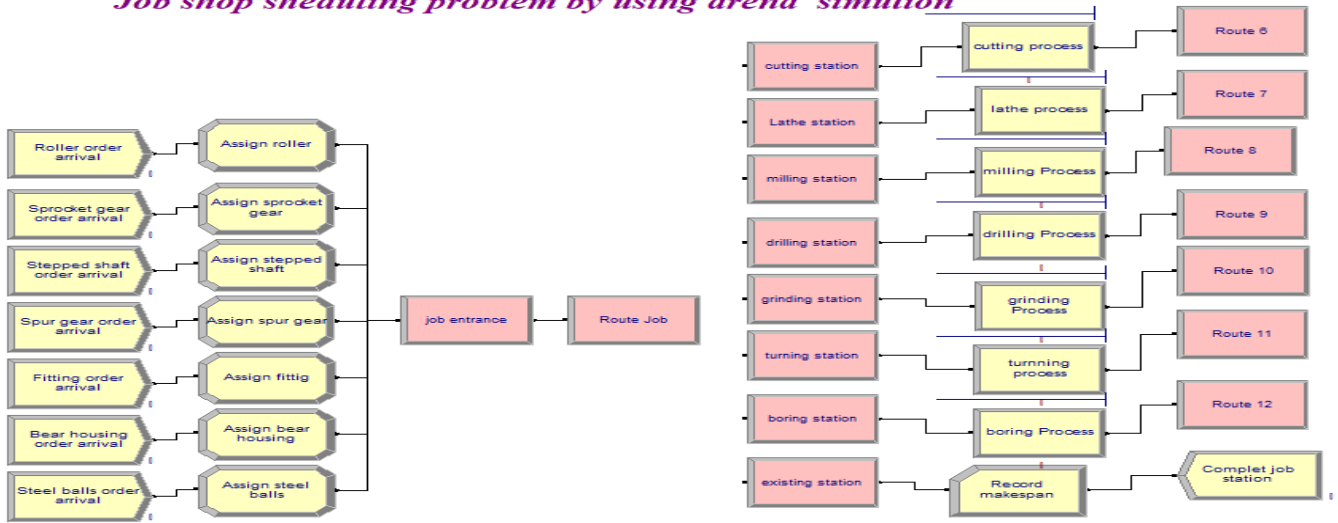 Job shop sheduling problem by using arena simulion
Roller order
arrival
Assign roller
Sprocket gear
order arrival
Assign sprocket
gear
Stepped shaft
order arrival
Assign stepped
shaft
Spur gear order
arrival
Assign spur gear
Fitting order
arrival
Assign fittig
Bear housing
order arrival
Assign bear
housing
Steel balls order
arrival
Assign steel
balls
job entrance
Route Job
cutting station
cutting process
Route 6
Lathe station
lathe process
Route 7
milling station
milling Process
Route 8
drilling station
drilling Process
Route 9
grinding station
grinding
Process
Route 10
turning station
turnning
process
Route 11
boring station
boring Process
Route 12
existing station
Record
makespan
Complet job
station